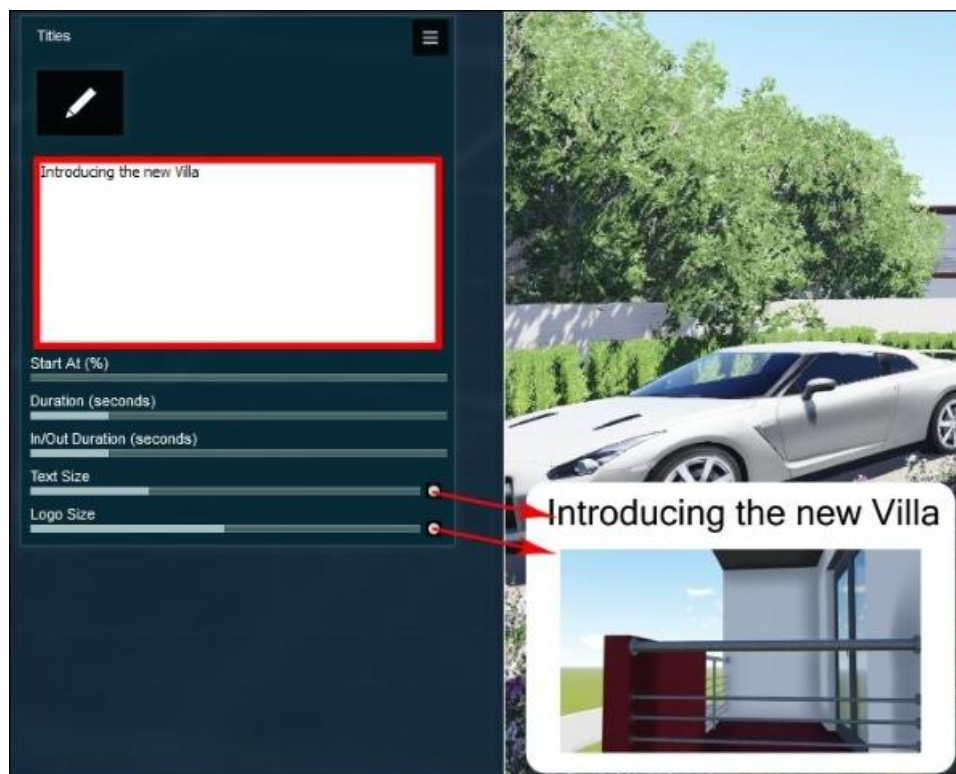 Titles
Introducing the new Villa
Start At (%)
Duration (seconds)
In/Out Duration (seconds)
Text Size
Logo Size
Introducing the new Villa